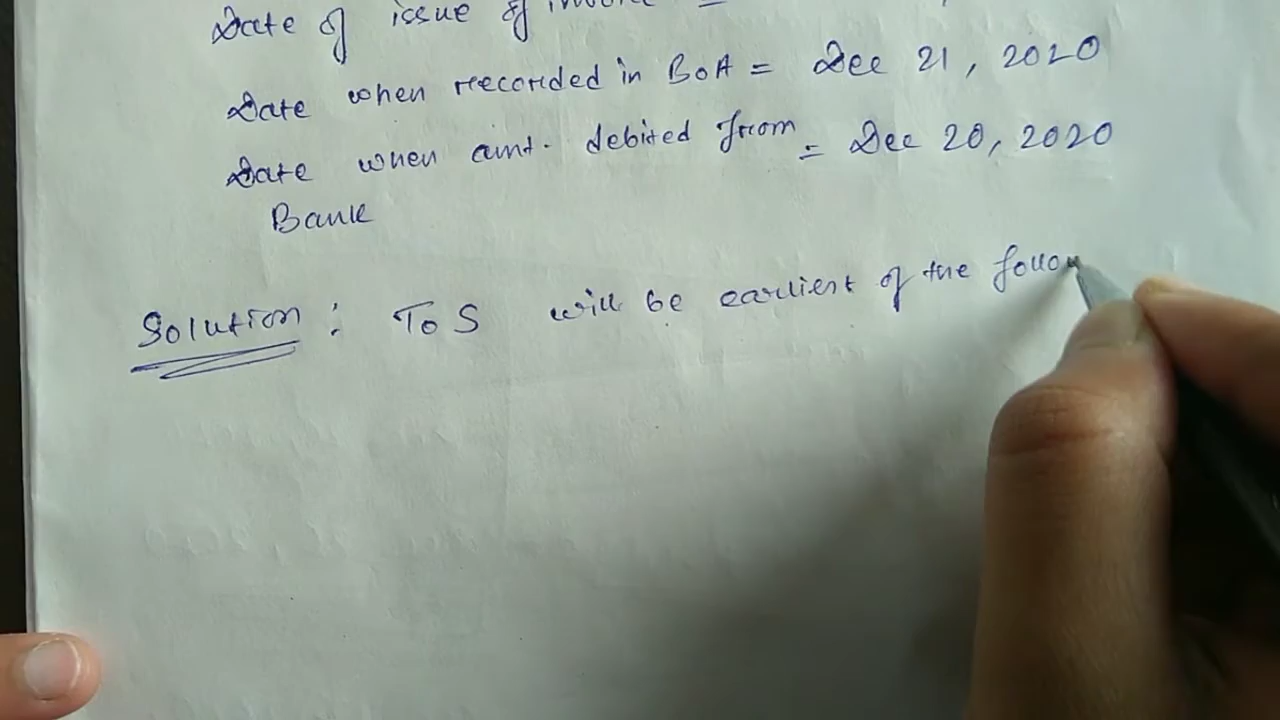 Date of issue of =
Date when recorded in BoA = Dec 21, 2020
Date when amt. debited from = Dec 20, 2020
Bank
Solution : ToS will be earliest of the follow